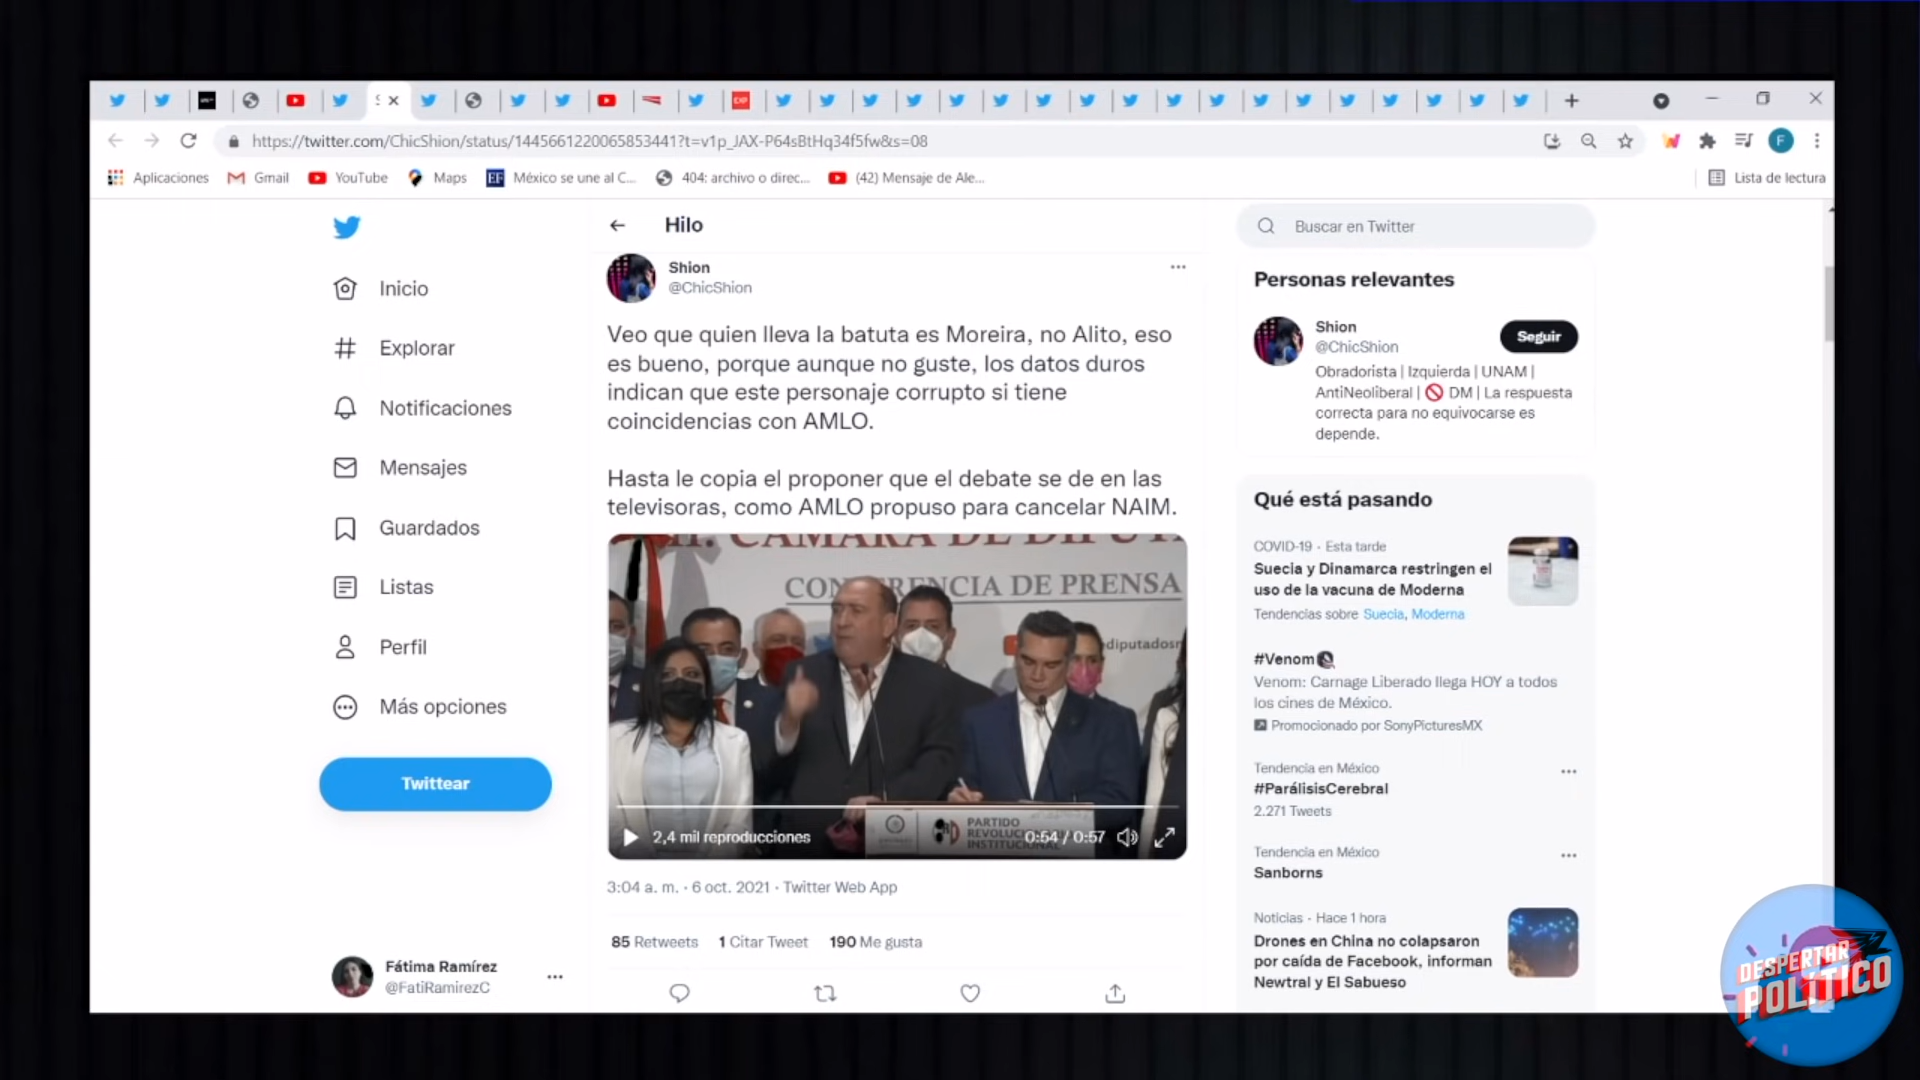 https://twitter.com/ChicShion/status/1445661220065853441?t=v1p_JAX-P64sBtHq34f5fw&s=08
Aplicaciones
Gmail
YouTube
Maps
EF
México se une al C...
404: archivo o direc...
(42) Mensaje de Ale...
Lista de lectura
Inicio
Explorar
Notificaciones
Mensajes
Guardados
Listas
Perfil
Más opciones
Twittear
Fátima Ramírez
@FatiRamirezC
Hilo
Shion
@ChicShion
Veo que quien lleva la batuta es Moreira, no Alito, eso
es bueno, porque aunque no guste, los datos duros
indican que este personaje corrupto si tiene
coincidencias con AMLO.
Hasta le copia el proponer que el debate se de en las
televisoras, como AMLO propuso para cancelar NAIM.
CÁMARA DE DIPUT
CONFERENCIA DE PRENSA
diputados
PARTIDO
REVOLUCIONARIO
INSTITUCIONAL
2,4 mil reproducciones
0:54 / 0:57
3:04 a. m. · 6 oct. 2021 · Twitter Web App
85 Retweets 1 Citar Tweet 190 Me gusta
Buscar en Twitter
Personas relevantes
Shion
@ChicShion
Seguir
Obradorista | Izquierda | UNAM |
AntiNeoliberal | 🚫 DM | La respuesta
correcta para no equivocarse es
depende.
Qué está pasando
COVID-19 · Esta tarde
Suecia y Dinamarca restringen el
uso de la vacuna de Moderna
Tendencias sobre Suecia, Moderna
#Venom
Venom: Carnage Liberado llega HOY a todos
los cines de México.
Promocionado por SonyPicturesMX
Tendencia en México
#ParálisisCerebral
2.271 Tweets
Tendencia en México
Sanborns
Noticias · Hace 1 hora
Drones en China no colapsaron
por caída de Facebook, informan
Newtral y El Sabueso
DESPERTAR
POLÍTICO